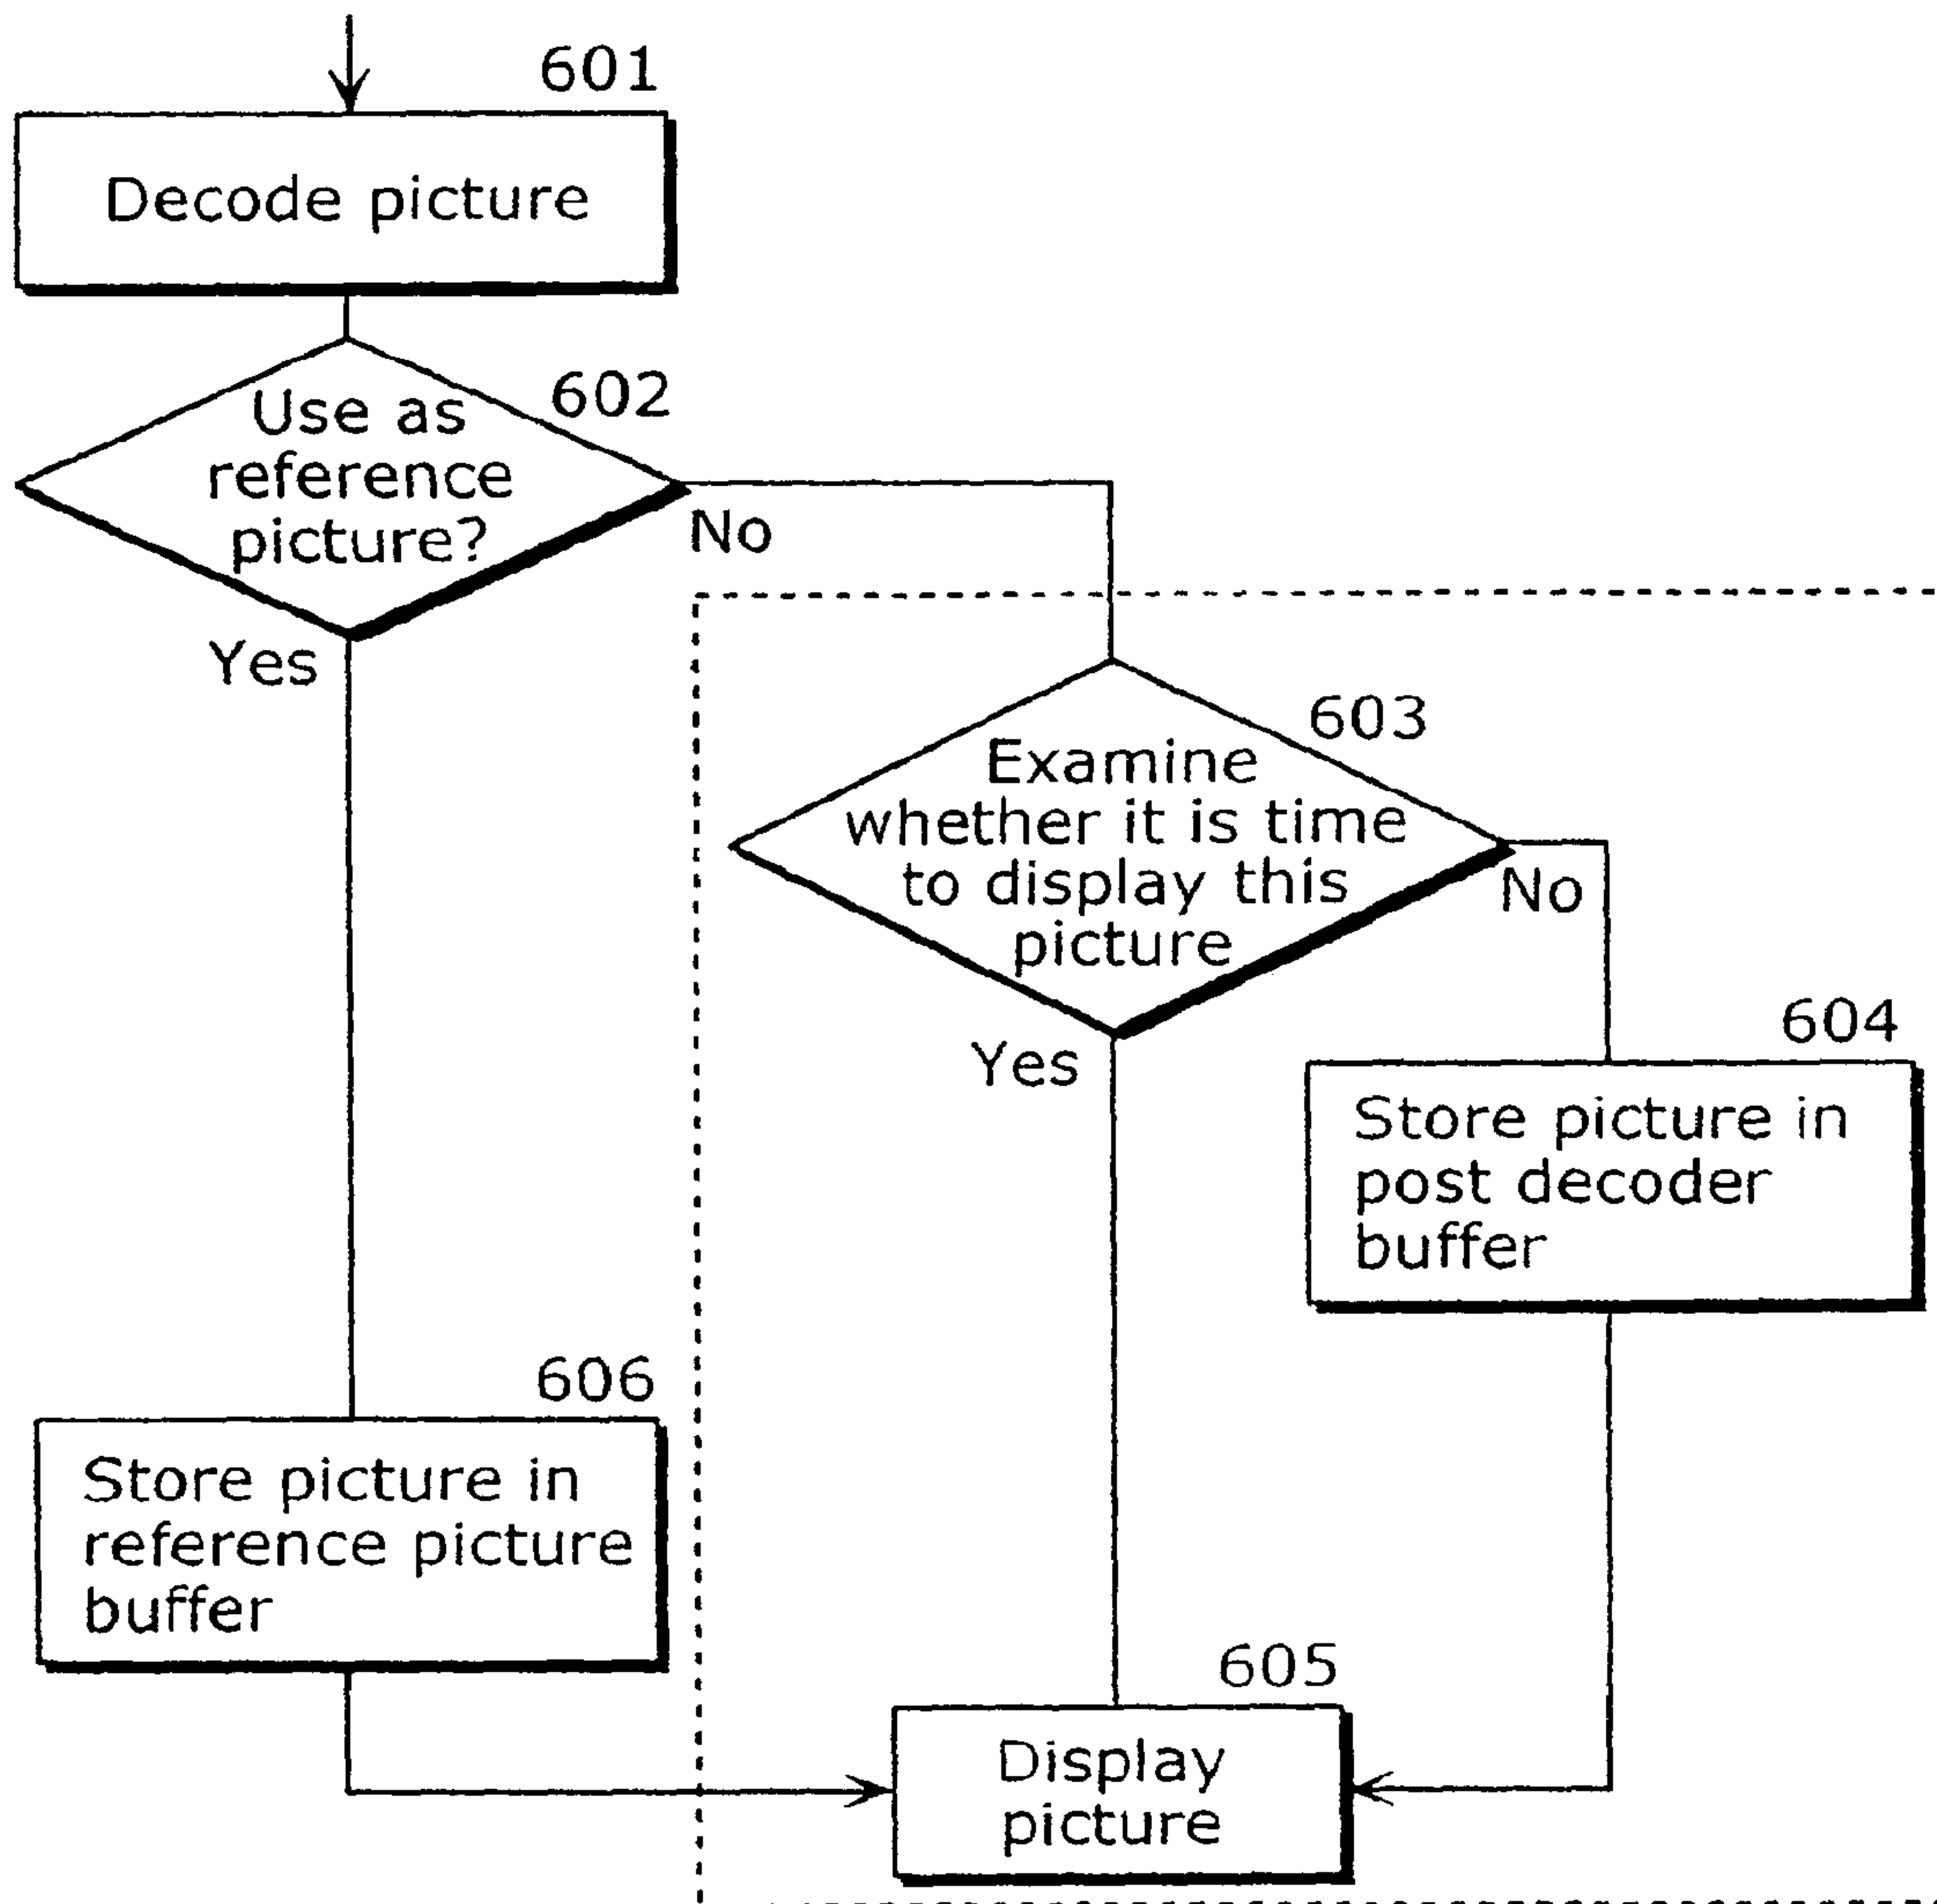 601
Decode picture
602
Use as
reference
picture?
No
Yes
603
Examine
whether it is time
to display this
picture
No
Yes
604
Store picture in
post decoder
buffer
606
Store picture in
reference picture
buffer
605
Display
picture